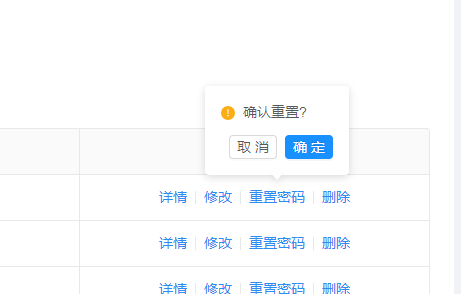 确认重置?
取 消 确 定
详情 修改 重置密码 删除
详情 修改 重置密码 删除
详情 修改 重置密码 删除